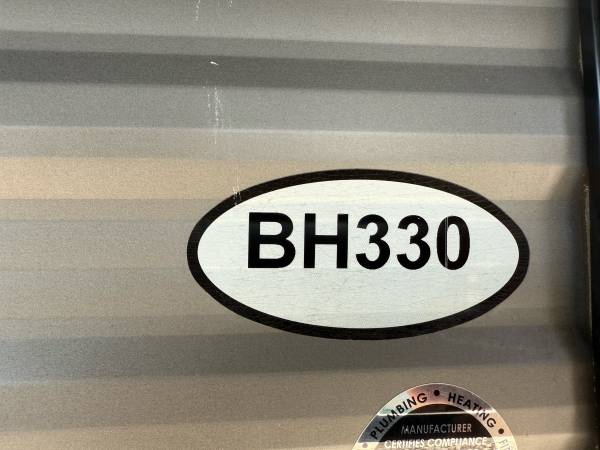 BH330
• PLUMBING • HEATING •
MANUFACTURER
CERTIFIES COMPLIANCE